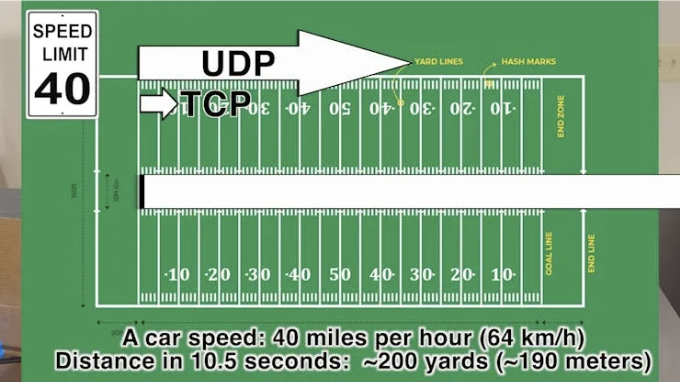 SPEED
LIMIT
40
UDP
TCP
YARD LINES
HASH MARKS
30 40 50 40 30 20 10
END ZONE
10 20 30 40 50 40 30 20 10
GOAL LINE
END LINE
A car speed: 40 miles per hour (64 km/h)
Distance in 10.5 seconds: ~200 yards (~190 meters)